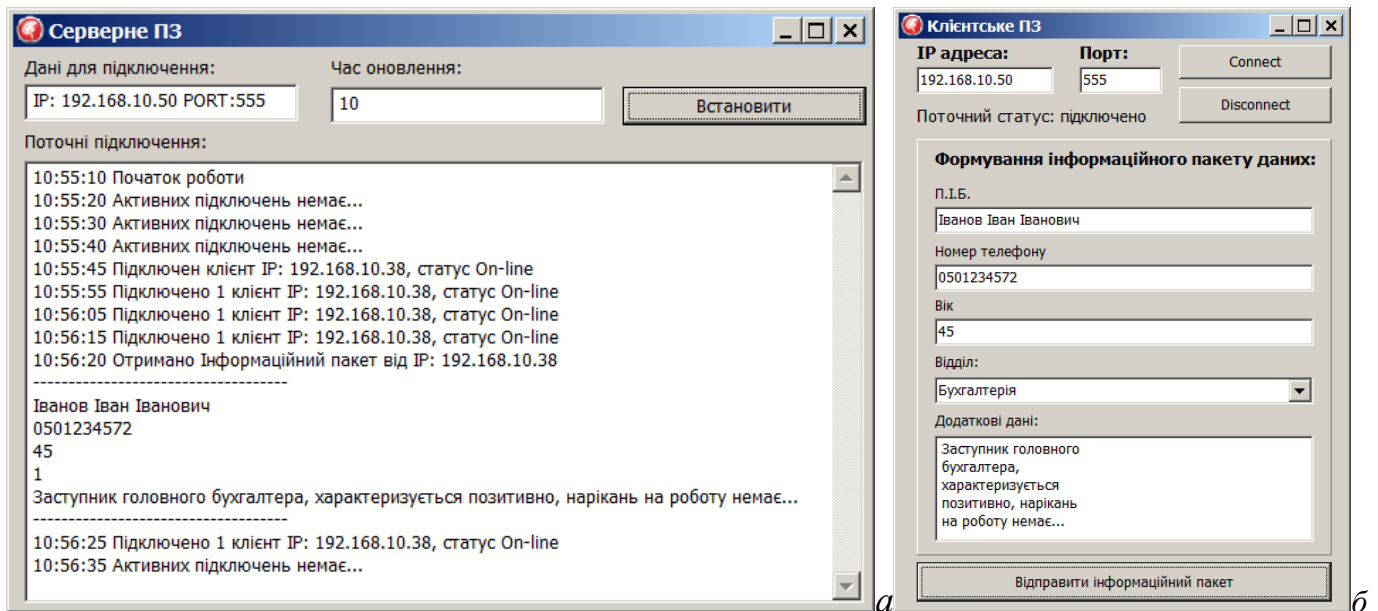 Серверне ПЗ
Дані для підключення:
Час оновлення:
IP: 192.168.10.50 PORT:555
10
Встановити
Поточні підключення:
10:55:10 Початок роботи
10:55:20 Активних підключень немає...
10:55:30 Активних підключень немає...
10:55:40 Активних підключень немає...
10:55:45 Підключен клієнт IP: 192.168.10.38, статус On-line
10:55:55 Підключено 1 клієнт IP: 192.168.10.38, статус On-line
10:56:05 Підключено 1 клієнт IP: 192.168.10.38, статус On-line
10:56:15 Підключено 1 клієнт IP: 192.168.10.38, статус On-line
10:56:20 Отримано Інформаційний пакет від IP: 192.168.10.38
------------------------------------
Іванов Іван Іванович
0501234572
45
1
Заступник головного бухгалтера, характеризується позитивно, нарікань на роботу немає...
------------------------------------
10:56:25 Підключено 1 клієнт IP: 192.168.10.38, статус On-line
10:56:35 Активних підключень немає...
а
Клієнтське ПЗ
IP адреса:
Порт:
Connect
192.168.10.50
555
Disconnect
Поточний статус: підключено
Формування інформаційного пакету даних:
П.І.Б.
Іванов Іван Іванович
Номер телефону
0501234572
Вік
45
Відділ:
Бухгалтерія
Додаткові дані:
Заступник головного
бухгалтера,
характеризується
позитивно, нарікань
на роботу немає...
Відправити інформаційний пакет
б